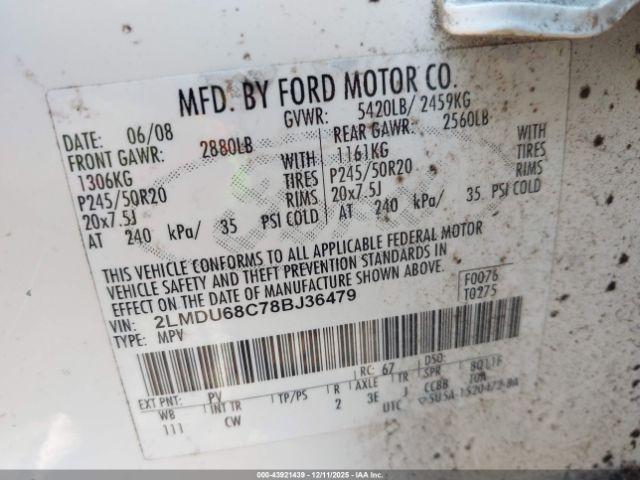 MFD. BY FORD MOTOR CO.
DATE: 06/08 GVWR: 5420LB/ 2459KG
FRONT GAWR: 2880LB REAR GAWR: 2560LB
1306KG WITH 1161KG WITH
P245/50R20 TIRES P245/50R20 TIRES
20x7.5J RIMS 20x7.5J RIMS
AT 240 kPa/ 35 PSI COLD AT 240 kPa/ 35 PSI COLD
THIS VEHICLE CONFORMS TO ALL APPLICABLE FEDERAL MOTOR
VEHICLE SAFETY AND THEFT PREVENTION STANDARDS IN
EFFECT ON THE DATE OF MANUFACTURE SHOWN ABOVE.
VIN: 2LMDU68C78BJ36479 F0076
TYPE: MPV T0275
EXT PNT: PV RC: 67 DSO:
WB INT TR TP/PS R AXLE TR SPR
111 CW 2 3E J CCBB
UTC
000-43921439 - 12/11/2025 - © 2025 IAA Inc.